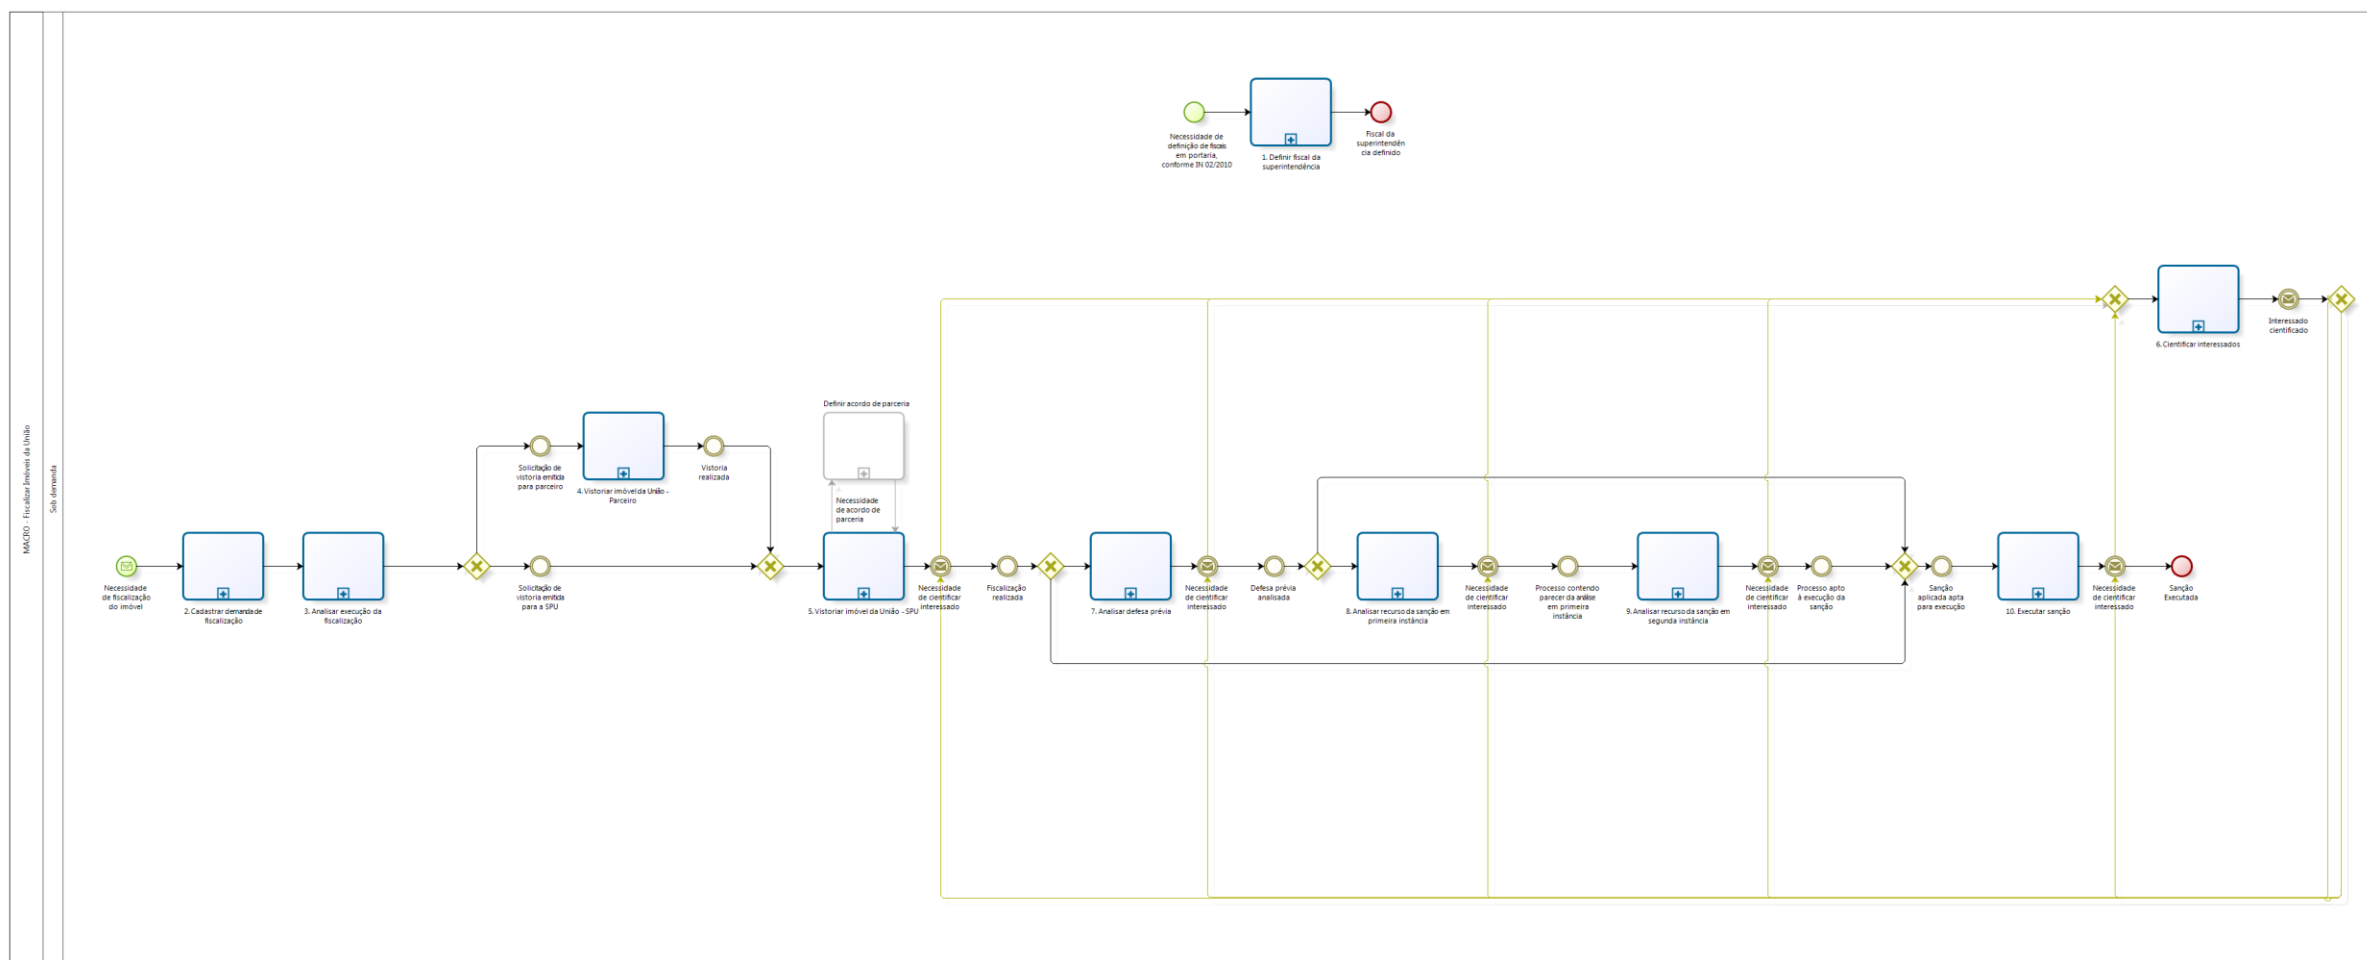 MACRO - Fiscalizar Imóveis da União
Sob demanda
Necessidade de
definição de fiscais
em portaria,
conforme IN 02/2010
1. Definir fiscal da
superintendência
Fiscal da
superintendên
cia definido
6. Cientificar interessados
Interessado
cientificado
Solicitação de
vistoria emitida
para parceiro
4. Vistoriar imóvel da União -
Parceiro
Vistoria
realizada
Definir acordo de parceria
Necessidade
de acordo de
parceria
Necessidade
de fiscalização
do imóvel
2. Cadastrar demanda de
fiscalização
3. Analisar execução da
fiscalização
Solicitação de
vistoria emitida
para a SPU
5. Vistoriar imóvel da União - SPU
Necessidade
de cientificar
interessado
Fiscalização
realizada
7. Analisar defesa prévia
Necessidade
de cientificar
interessado
Defesa prévia
analisada
8. Analisar recurso da sanção em
primeira instância
Necessidade
de cientificar
interessado
Processo contendo
parecer da análise
em primeira
instância
9. Analisar recurso da sanção em
segunda instância
Necessidade
de cientificar
interessado
Processo apto
à execução da
sanção
Sanção
aplicada apta
para execução
10. Executar sanção
Necessidade
de cientificar
interessado
Sanção
Executada